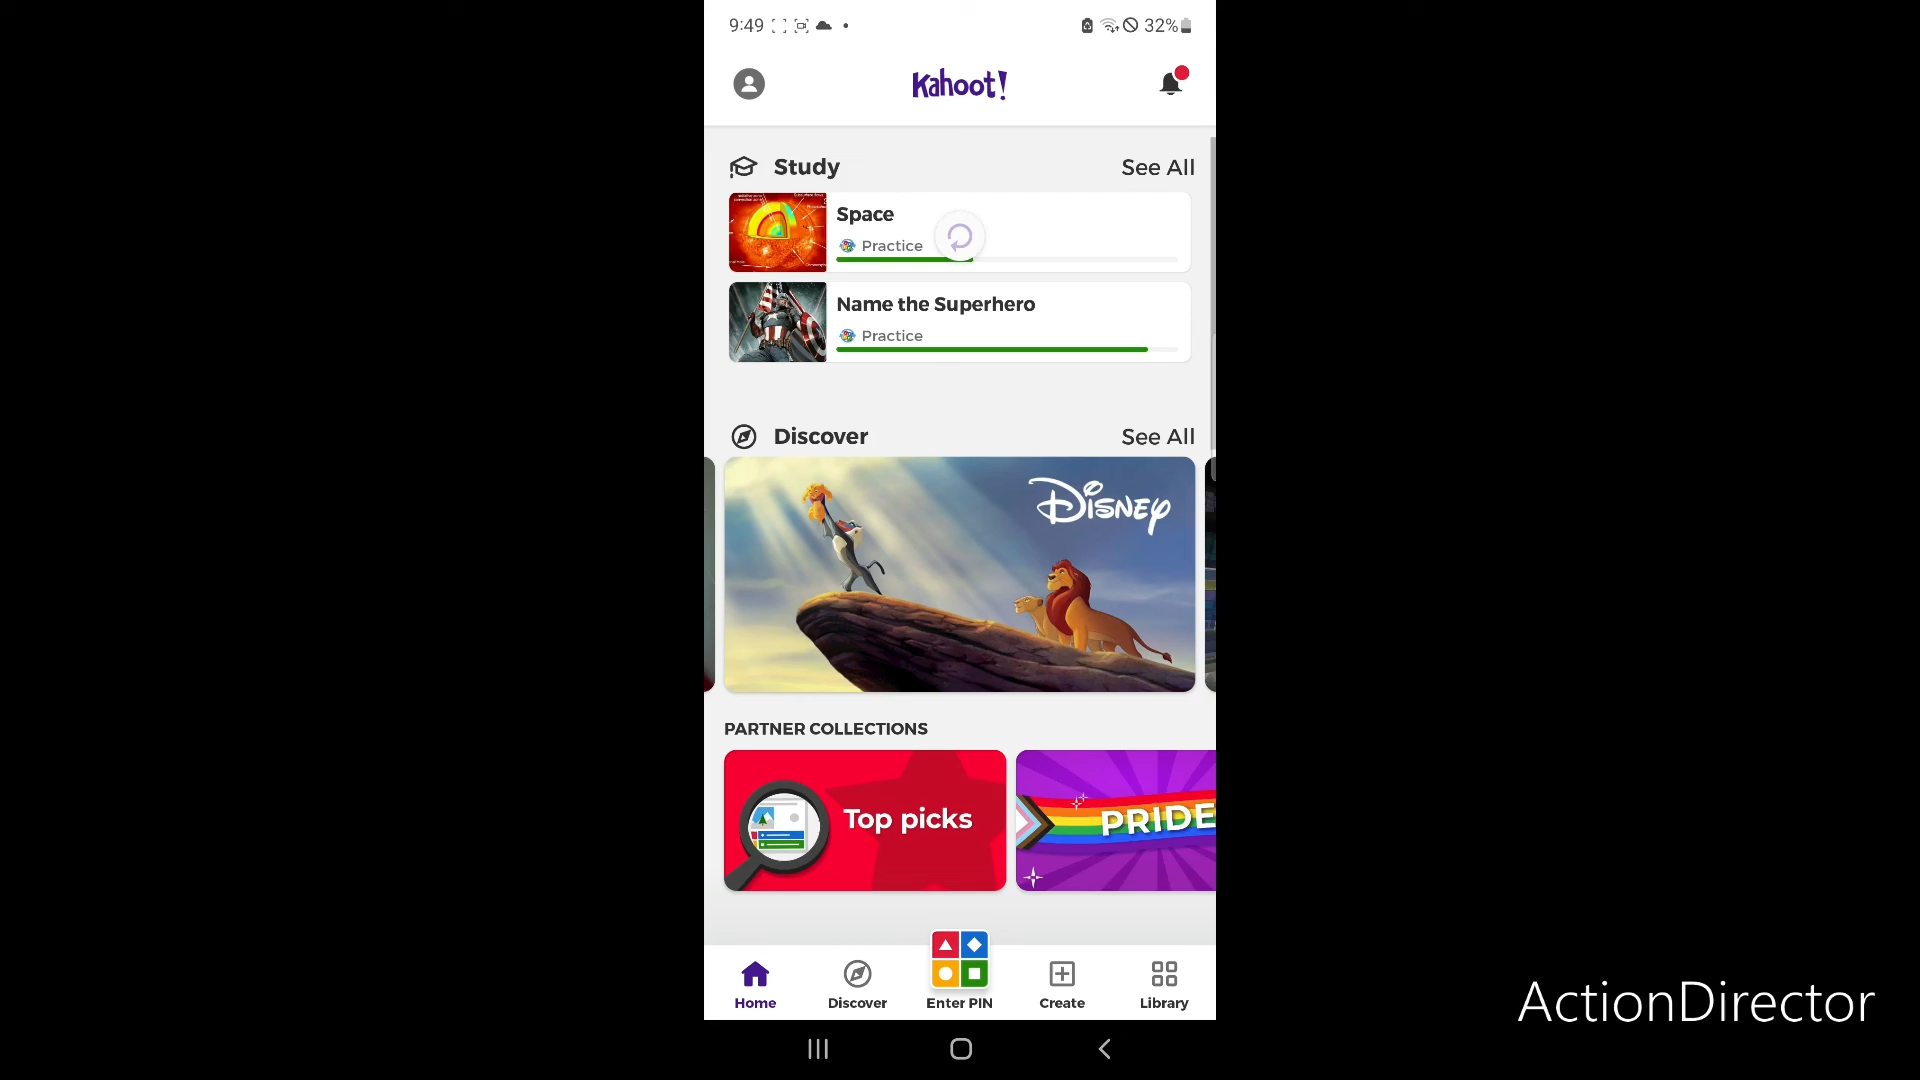 9:49
32%
Kahoot!
Study
See All
Space
Practice
Name the Superhero
Practice
Discover
See All
Disney
PARTNER COLLECTIONS
Top picks
PRIDE
Home
Discover
Enter PIN
Create
Library
ActionDirector